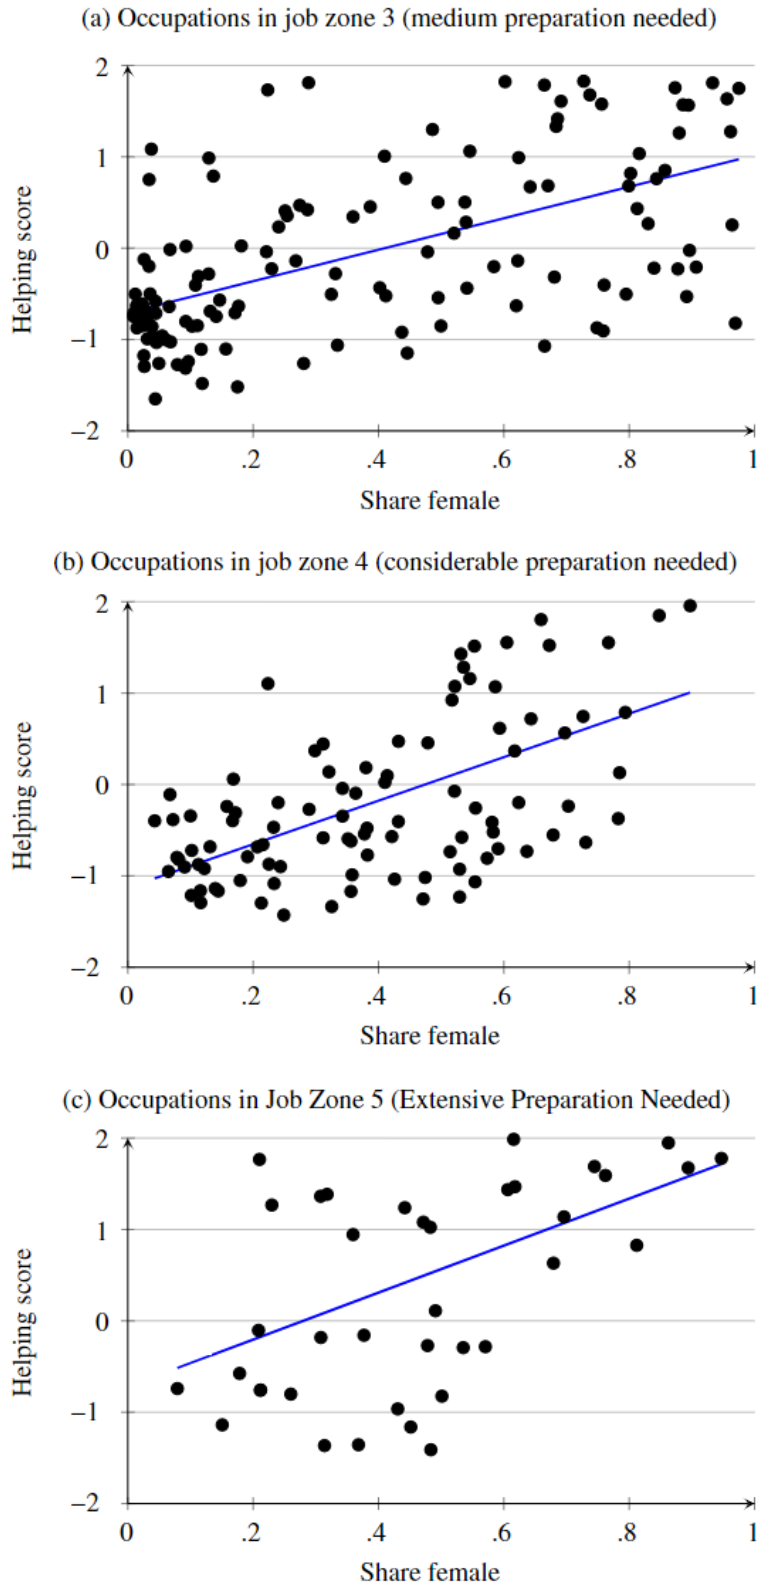 (a) Occupations in job zone 3 (medium preparation needed)
2
1
0
−1
−2
Helping score
0 .2 .4 .6 .8 1
Share female
(b) Occupations in job zone 4 (considerable preparation needed)
2
1
0
−1
−2
Helping score
0 .2 .4 .6 .8 1
Share female
(c) Occupations in Job Zone 5 (Extensive Preparation Needed)
2
1
0
−1
−2
Helping score
0 .2 .4 .6 .8 1
Share female